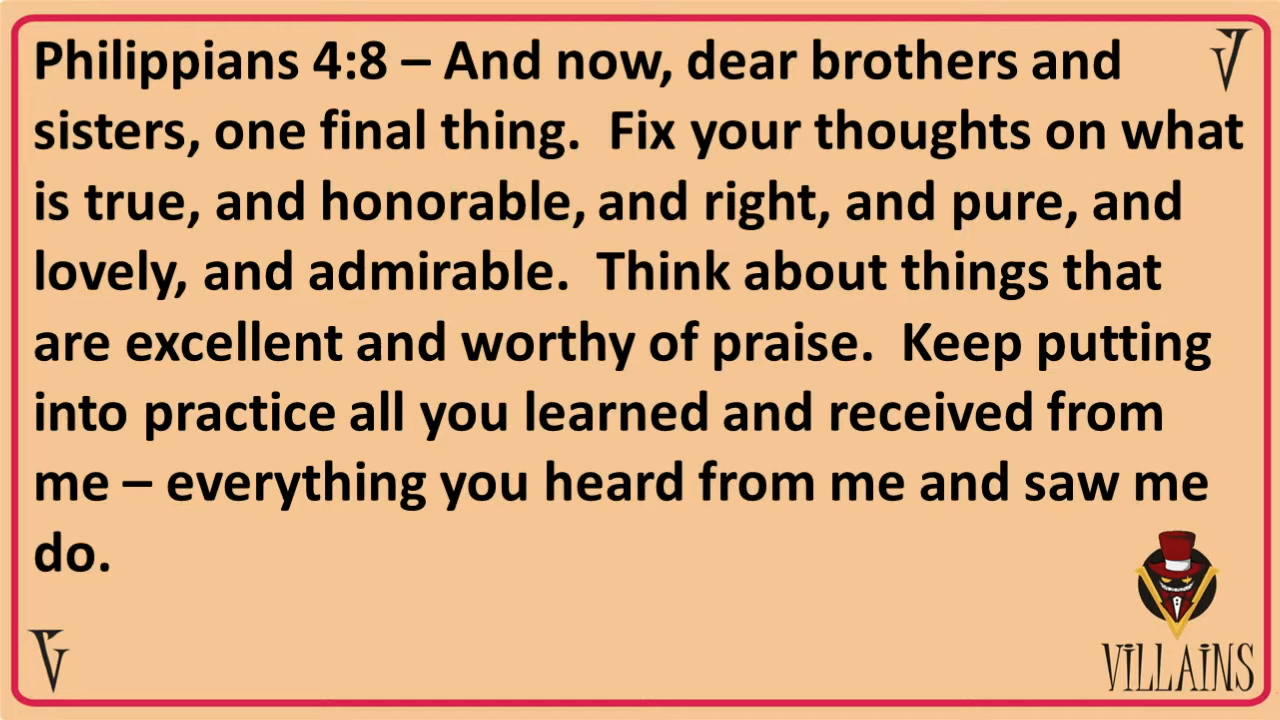 Philippians 4:8 – And now, dear brothers and
sisters, one final thing.  Fix your thoughts on what
is true, and honorable, and right, and pure, and
lovely, and admirable.  Think about things that
are excellent and worthy of praise.  Keep putting
into practice all you learned and received from
me – everything you heard from me and saw me
do.
V
V
VILLAINS